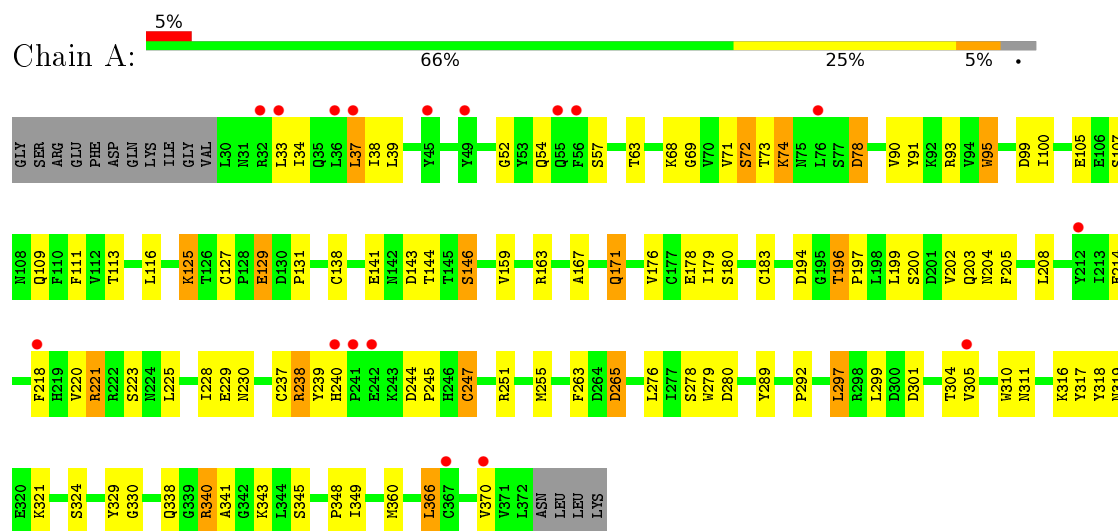 5%
Chain A:
66% 25% 5% •
GLY SER ARG GLU PHE ASP GLN LYS ILE GLY VAL L30 N31 R32 L33 I34 Q35 L36 L37 I38 L39 Y45 Y49 G52 Y53 Q54 Q55 F56 S57 T63 K68 G69 V70 V71 S72 T73 K74 N75 L76 S77 D78 V90 Y91 K92 R93 V94 W95 D99 I100 E105 E106 S107
N108 Q109 F110 F111 V112 T113 L116 K125 T126 C127 P128 E129 D130 P131 C138 E141 N142 D143 T144 T145 S146 V159 R163 A167 Q171 V176 C177 E178 I179 S180 C183 D194 G195 T196 P197 L198 L199 S200 D201 V202 Q203 N204 F205 L208 Y212 I213 E214
F218 H219 V220 R221 R222 S223 N224 L225 I228 E229 N230 C237 R238 Y239 H240 P241 E242 K243 D244 P245 H246 C247 R251 M255 F263 D264 D265 L276 I277 S278 W279 D280 Y289 P292 L297 R298 L299 D300 D301 T304 V305 W310 N311 K316 Y317 Y318 N319
E320 K321 S324 Y329 G330 Q338 G339 R340 A341 G342 K343 L344 S345 P348 I349 M360 L366 C367 V370 V371 L372 ASN LEU LEU LYS